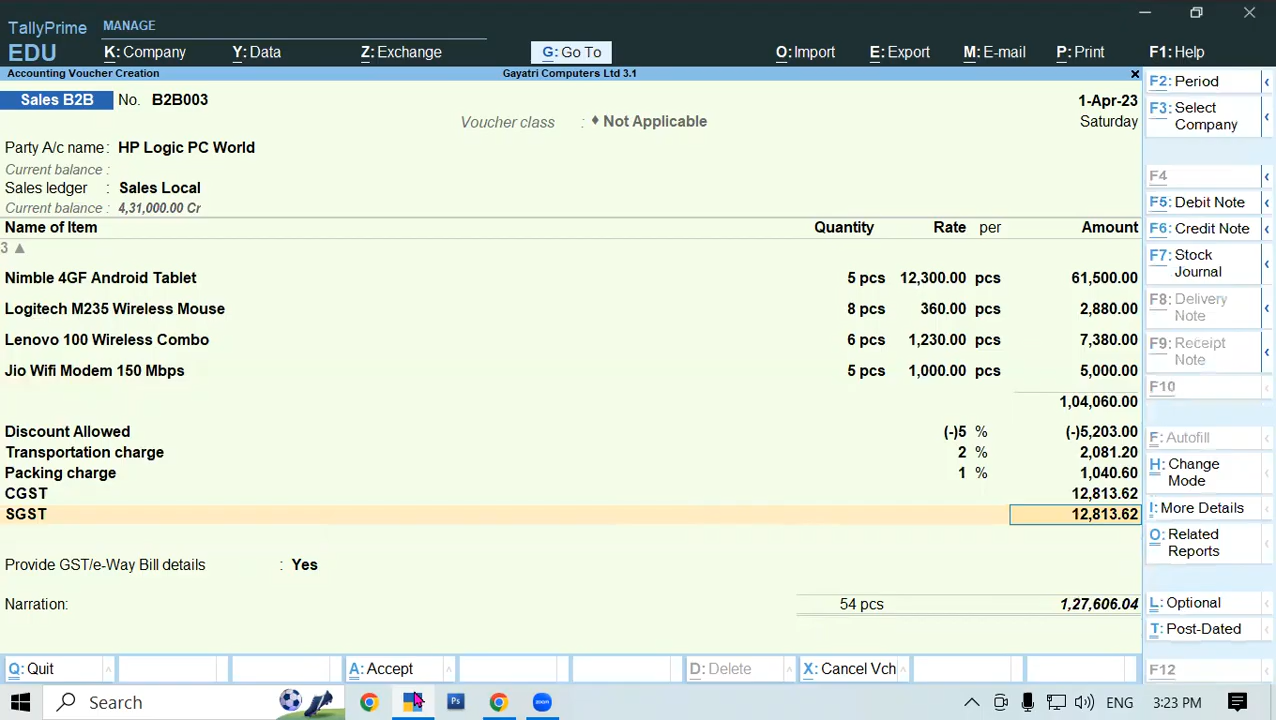 TallyPrime MANAGE
EDU K: Company Y: Data Z: Exchange G: Go To O: Import E: Export M: E-mail P: Print F1: Help
Accounting Voucher Creation Gayatri Computers Ltd 3.1 ×
Sales B2B No. B2B003 1-Apr-23
Voucher class : ♦ Not Applicable Saturday
Party A/c name : HP Logic PC World
Current balance :
Sales ledger : Sales Local
Current balance : 4,31,000.00 Cr
Name of Item Quantity Rate per Amount
3 ▲
Nimble 4GF Android Tablet 5 pcs 12,300.00 pcs 61,500.00
Logitech M235 Wireless Mouse 8 pcs 360.00 pcs 2,880.00
Lenovo 100 Wireless Combo 6 pcs 1,230.00 pcs 7,380.00
Jio Wifi Modem 150 Mbps 5 pcs 1,000.00 pcs 5,000.00
1,04,060.00
Discount Allowed (-)5 % (-)5,203.00
Transportation charge 2 % 2,081.20
Packing charge 1 % 1,040.60
CGST 12,813.62
SGST 12,813.62
Provide GST/e-Way Bill details : Yes
Narration: 54 pcs 1,27,606.04
F2: Period
F3: Select
Company
F4
F5: Debit Note
F6: Credit Note
F7: Stock
Journal
F8: Delivery
Note
F9: Receipt
Note
F10
F: Autofill
H: Change
Mode
I: More Details
O: Related
Reports
L: Optional
T: Post-Dated
F12
Q: Quit A: Accept D: Delete X: Cancel Vch
Search Ps zoom ENG 3:23 PM